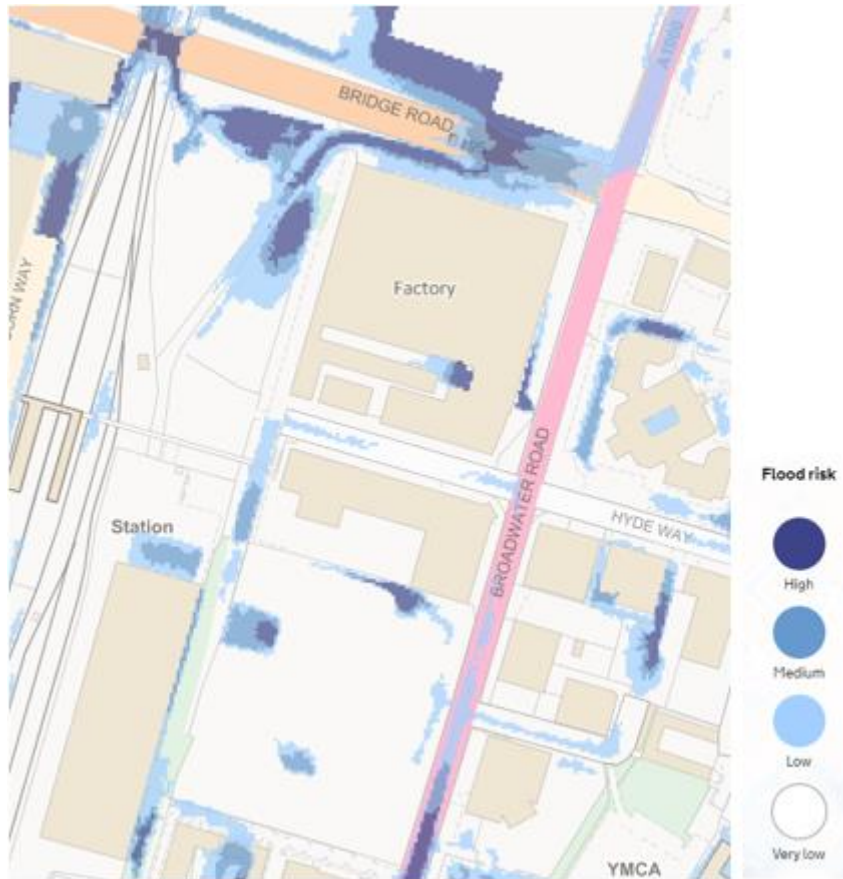 A1000
BRIDGE ROAD
Factory
BROADWATER ROAD
HYDE WAY
Station
YMCA
Flood risk
High
Medium
Low
Very low